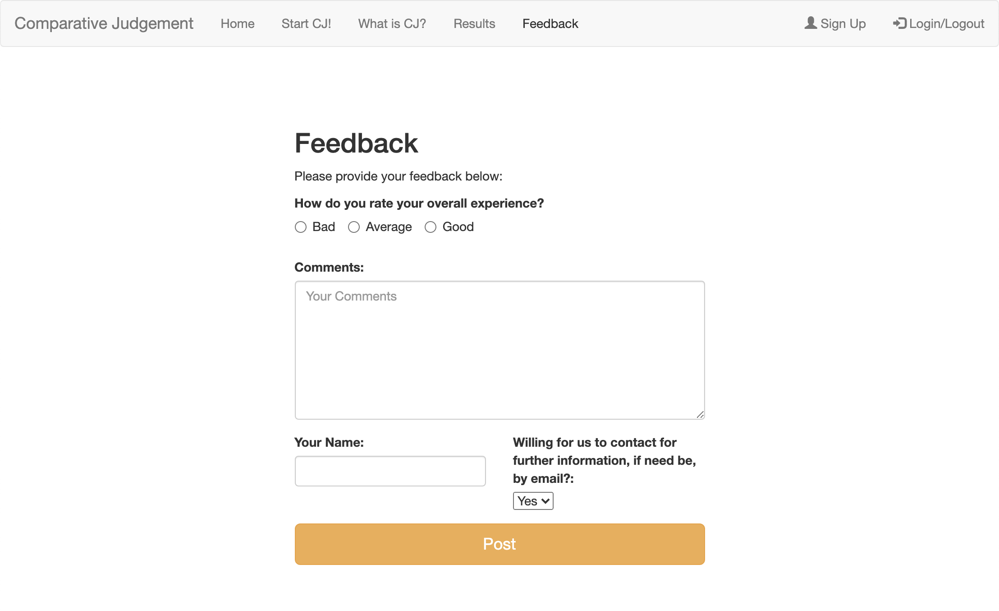 Comparative Judgement Home Start CJ! What is CJ? Results Feedback Sign Up Login/Logout
Feedback
Please provide your feedback below:
How do you rate your overall experience?
Bad Average Good
Comments:
Your Comments
Your Name:
Willing for us to contact for
further information, if need be,
by email?:
Yes
Post